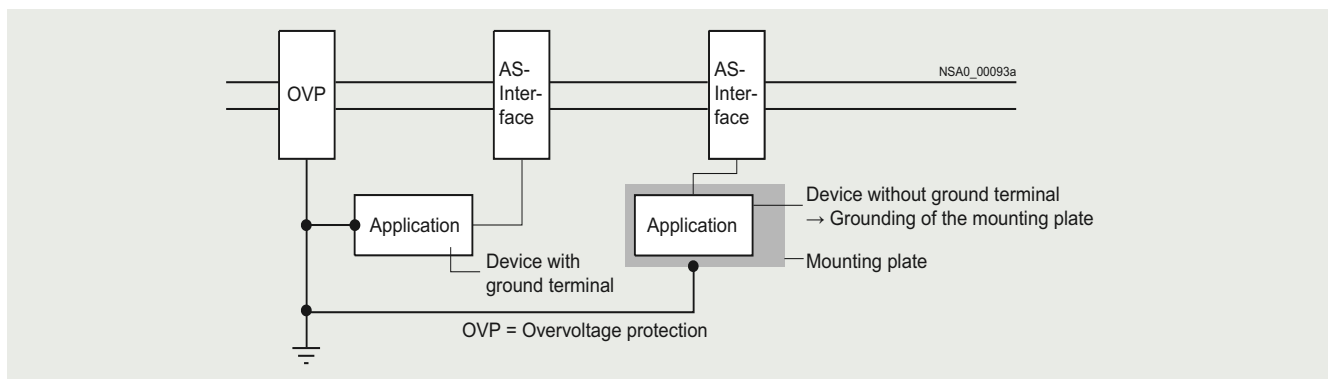 OVP
AS-
Inter-
face
AS-
Inter-
face
NSA0_00093a
Application
Device with
ground terminal
Application
Device without ground terminal
→ Grounding of the mounting plate
Mounting plate
OVP = Overvoltage protection